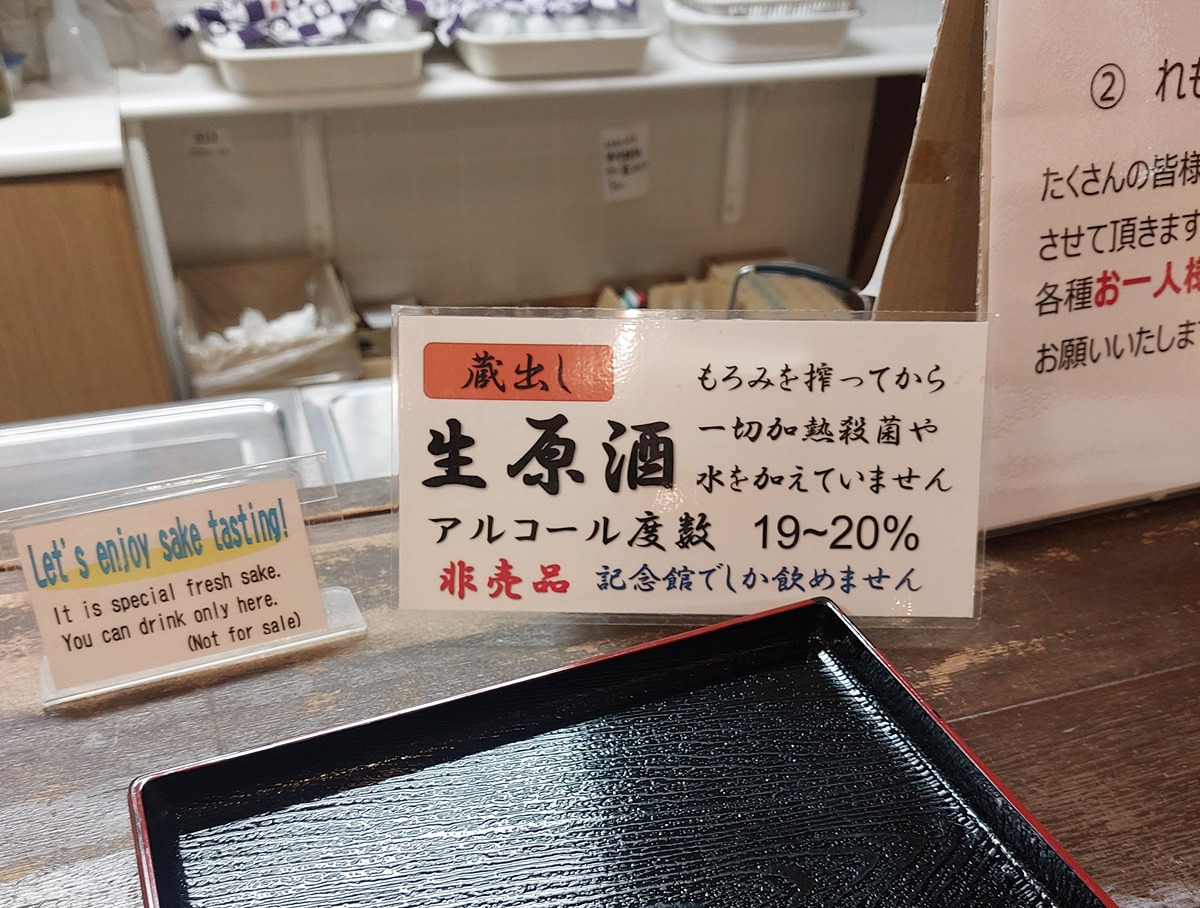 蔵出し
生原酒
もろみを搾ってから
一切加熱殺菌や
水を加えていません
アルコール度数 19~20%
非売品 記念館でしか飲めません
Let's enjoy sake tasting!
It is special fresh sake.
You can drink only here.
(Not for sale)
② れも
たくさんの皆様
させて頂きます
各種お一人様
お願いいたしま